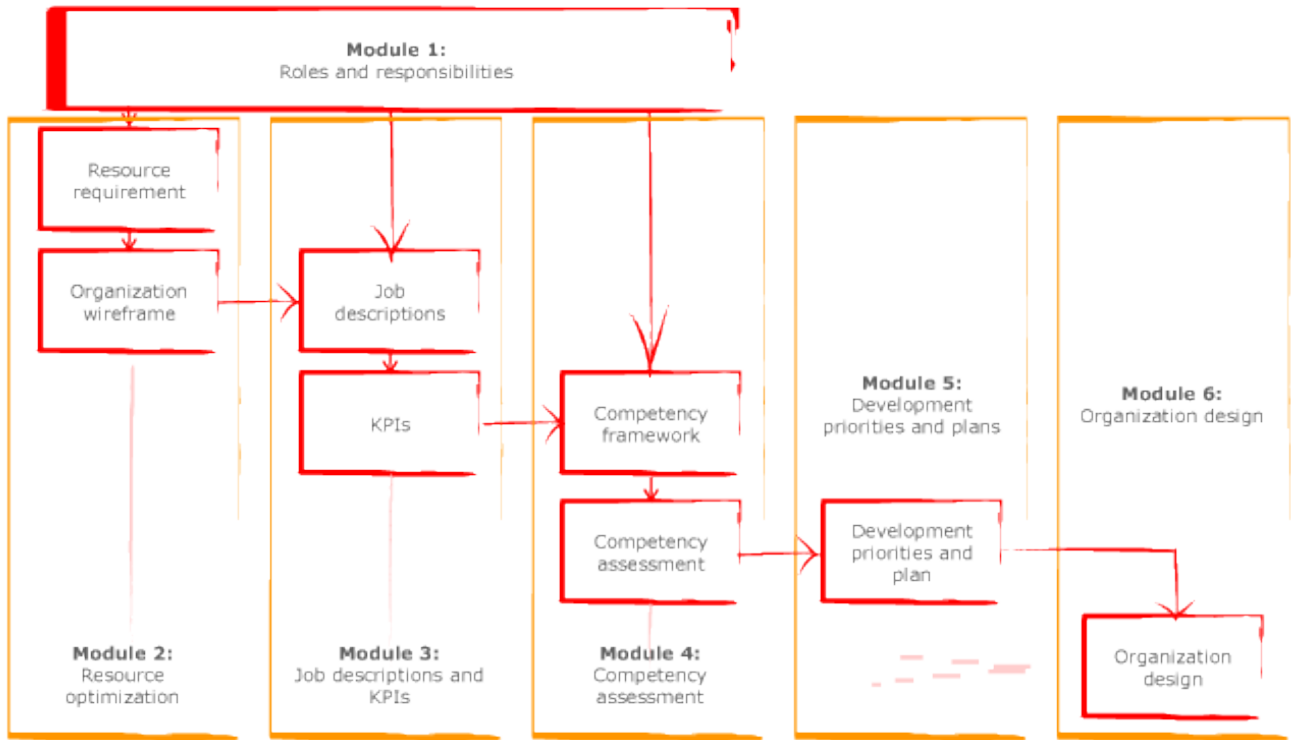 Module 1:
Roles and responsibilities
Resource
requirement
Organization
wireframe
Job
descriptions
KPIs
Competency
framework
Competency
assessment
Module 5:
Development
priorities and plans
Module 6:
Organization design
Development
priorities and
plan
Organization
design
Module 2:
Resource
optimization
Module 3:
Job descriptions and
KPIs
Module 4:
Competency
assessment